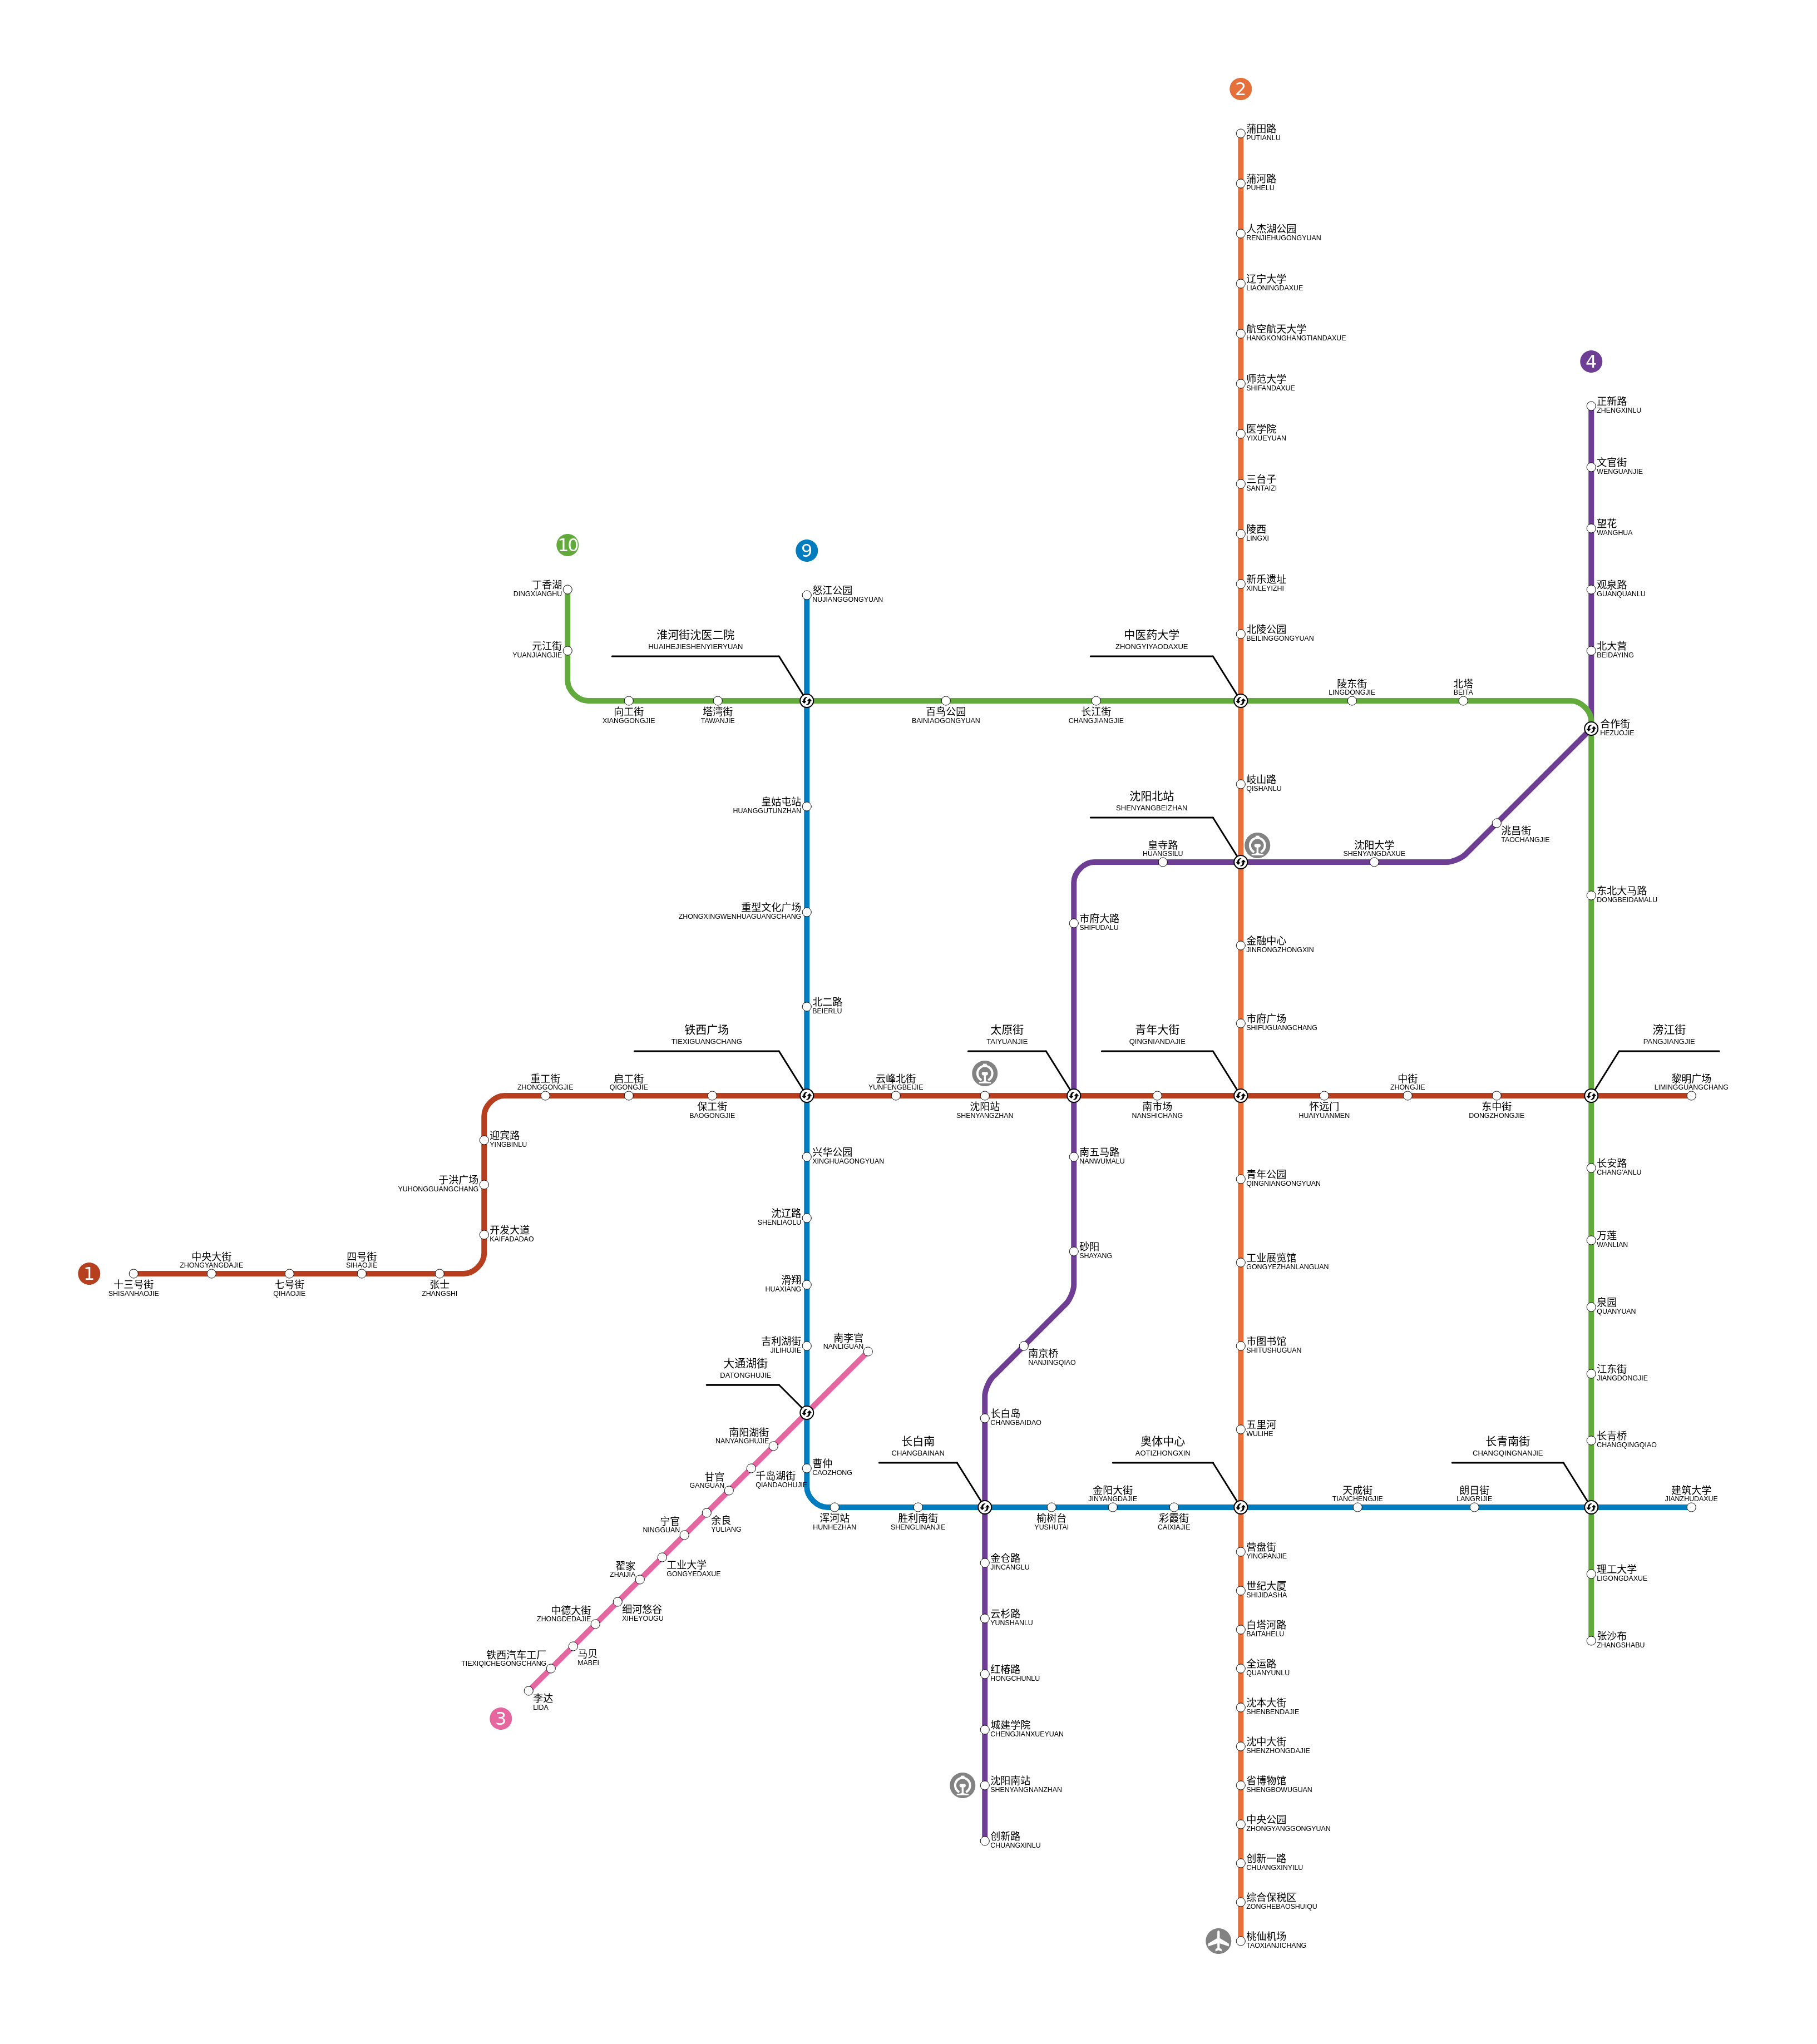 2
蒲田路
PUTIANLU
蒲河路
PUHELU
人杰湖公园
RENJIEHUGONGYUAN
辽宁大学
LIAONINGDAXUE
航空航天大学
HANGKONGHANGTIANDAXUE
师范大学
SHIFANDAXUE
医学院
YIXUEYUAN
三台子
SANTAIZI
陵西
LINGXI
新乐遗址
XINLEYIZHI
北陵公园
BEILINGGONGYUAN
中医药大学
ZHONGYIYAODAXUE
岐山路
QISHANLU
沈阳北站
SHENYANGBEIZHAN
金融中心
JINRONGZHONGXIN
市府广场
SHIFUGUANGCHANG
青年大街
QINGNIANDAJIE
青年公园
QINGNIANGONGYUAN
工业展览馆
GONGYEZHANLANGUAN
市图书馆
SHITUSHUGUAN
五里河
WULIHE
奥体中心
AOTIZHONGXIN
营盘街
YINGPANJIE
世纪大厦
SHIJIDASHA
白塔河路
BAITAHELU
全运路
QUANYUNLU
沈本大街
SHENBENDAJIE
沈中大街
SHENZHONGDAJIE
省博物馆
SHENGBOWUGUAN
中央公园
ZHONGYANGGONGYUAN
创新一路
CHUANGXINYILU
综合保税区
ZONGHEBAOSHUIQU
桃仙机场
TAOXIANJICHANG
4
正新路
ZHENGXINLU
文官街
WENGUANJIE
望花
WANGHUA
观泉路
GUANQUANLU
北大营
BEIDAYING
合作街
HEZUOJIE
洮昌街
TAOCHANGJIE
沈阳大学
SHENYANGDAXUE
皇寺路
HUANGSILU
市府大路
SHIFUDALU
太原街
TAIYUANJIE
南五马路
NANWUMALU
砂阳
SHAYANG
南京桥
NANJINGQIAO
长白岛
CHANGBAIDAO
长白南
CHANGBAINAN
金仓路
JINCANGLU
云杉路
YUNSHANLU
红椿路
HONGCHUNLU
城建学院
CHENGJIANXUEYUAN
沈阳南站
SHENYANGNANZHAN
创新路
CHUANGXINLU
10
丁香湖
DINGXIANGHU
元江街
YUANJIANGJIE
向工街
XIANGGONGJIE
塔湾街
TAWANJIE
淮河街沈医二院
HUAIHEJIESHENYIERYUAN
百鸟公园
BAINIAOGONGYUAN
长江街
CHANGJIANGJIE
陵东街
LINGDONGJIE
北塔
BEITA
东北大马路
DONGBEIDAMALU
滂江街
PANGJIANGJIE
长安路
CHANG'ANLU
万莲
WANLIAN
泉园
QUANYUAN
江东街
JIANGDONGJIE
长青桥
CHANGQINGQIAO
长青南街
CHANGQINGNANJIE
理工大学
LIGONGDAXUE
张沙布
ZHANGSHABU
9
怒江公园
NUJIANGGONGYUAN
皇姑屯站
HUANGGUTUNZHAN
重型文化广场
ZHONGXINGWENHUAGUANGCHANG
北二路
BEIERLU
铁西广场
TIEXIGUANGCHANG
兴华公园
XINGHUAGONGYUAN
沈辽路
SHENLIAOLU
滑翔
HUAXIANG
吉利湖街
JILIHUJIE
大通湖街
DATONGHUJIE
曹仲
CAOZHONG
浑河站
HUNHEZHAN
胜利南街
SHENGLINANJIE
榆树台
YUSHUTAI
金阳大街
JINYANGDAJIE
彩霞街
CAIXIAJIE
天成街
TIANCHENGJIE
朗日街
LANGRIJIE
建筑大学
JIANZHUDAXUE
1
十三号街
SHISANHAOJIE
中央大街
ZHONGYANGDAJIE
七号街
QIHAOJIE
四号街
SIHAOJIE
张士
ZHANGSHI
开发大道
KAIFADADAO
于洪广场
YUHONGGUANGCHANG
迎宾路
YINGBINLU
重工街
ZHONGGONGJIE
启工街
QIGONGJIE
保工街
BAOGONGJIE
云峰北街
YUNFENGBEIJIE
沈阳站
SHENYANGZHAN
南市场
NANSHICHANG
怀远门
HUAIYUANMEN
中街
ZHONGJIE
东中街
DONGZHONGJIE
黎明广场
LIMINGGUANGCHANG
南李官
NANLIGUAN
南阳湖街
NANYANGHUJIE
千岛湖街
QIANDAOHUJIE
甘官
GANGUAN
余良
YULIANG
宁官
NINGGUAN
工业大学
GONGYEDAXUE
翟家
ZHAIJIA
细河悠谷
XIHEYOUGU
中德大街
ZHONGDEDAJIE
马贝
MABEI
铁西汽车工厂
TIEXIQICHEGONGCHANG
李达
LIDA
3